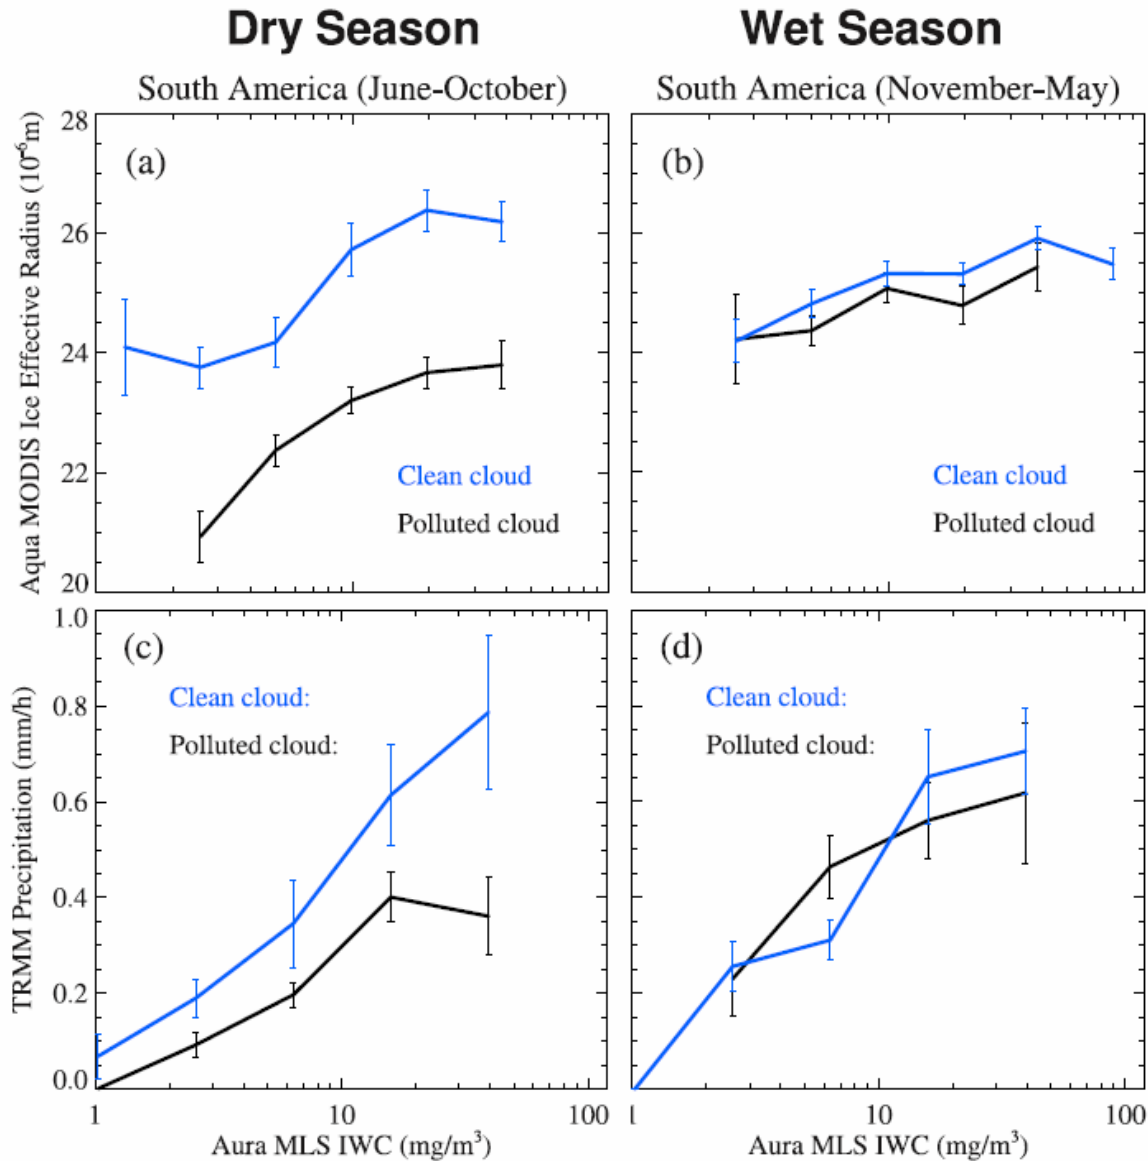 Dry Season
Wet Season
South America (June-October)
South America (November-May)
Aqua MODIS Ice Effective Radius (10⁻⁶m)
28
26
24
22
20
(a)
Clean cloud
Polluted cloud
(b)
Clean cloud
Polluted cloud
TRMM Precipitation (mm/h)
1.0
0.8
0.6
0.4
0.2
0.0
(c)
Clean cloud:
Polluted cloud:
(d)
Clean cloud:
Polluted cloud:
1 10 100
1 10 100
Aura MLS IWC (mg/m³)
Aura MLS IWC (mg/m³)